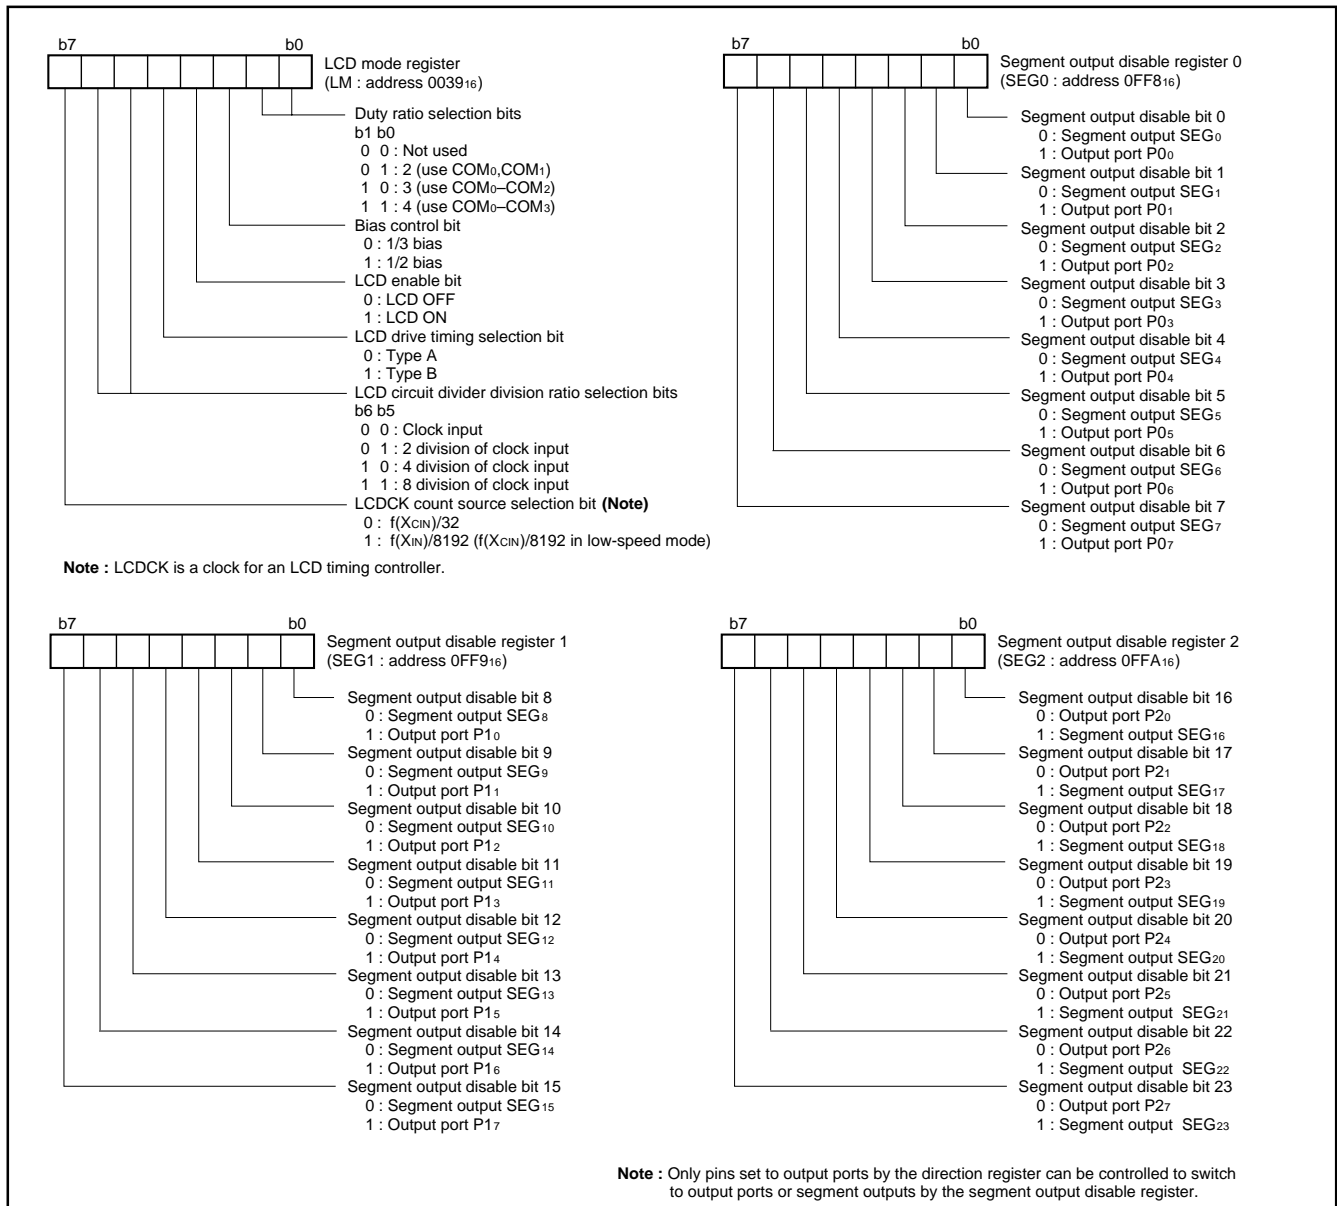 b7 b0
LCD mode register
(LM : address 003916)
Duty ratio selection bits
b1 b0
0 0 : Not used
0 1 : 2 (use COM0,COM1)
1 0 : 3 (use COM0–COM2)
1 1 : 4 (use COM0–COM3)
Bias control bit
0 : 1/3 bias
1 : 1/2 bias
LCD enable bit
0 : LCD OFF
1 : LCD ON
LCD drive timing selection bit
0 : Type A
1 : Type B
LCD circuit divider division ratio selection bits
b6 b5
0 0 : Clock input
0 1 : 2 division of clock input
1 0 : 4 division of clock input
1 1 : 8 division of clock input
LCDCK count source selection bit (Note)
0 : f(XCIN)/32
1 : f(XIN)/8192 (f(XCIN)/8192 in low-speed mode)
Note : LCDCK is a clock for an LCD timing controller.
b7 b0
Segment output disable register 0
(SEG0 : address 0FF816)
Segment output disable bit 0
0 : Segment output SEG0
1 : Output port P00
Segment output disable bit 1
0 : Segment output SEG1
1 : Output port P01
Segment output disable bit 2
0 : Segment output SEG2
1 : Output port P02
Segment output disable bit 3
0 : Segment output SEG3
1 : Output port P03
Segment output disable bit 4
0 : Segment output SEG4
1 : Output port P04
Segment output disable bit 5
0 : Segment output SEG5
1 : Output port P05
Segment output disable bit 6
0 : Segment output SEG6
1 : Output port P06
Segment output disable bit 7
0 : Segment output SEG7
1 : Output port P07
b7 b0
Segment output disable register 1
(SEG1 : address 0FF916)
Segment output disable bit 8
0 : Segment output SEG8
1 : Output port P10
Segment output disable bit 9
0 : Segment output SEG9
1 : Output port P11
Segment output disable bit 10
0 : Segment output SEG10
1 : Output port P12
Segment output disable bit 11
0 : Segment output SEG11
1 : Output port P13
Segment output disable bit 12
0 : Segment output SEG12
1 : Output port P14
Segment output disable bit 13
0 : Segment output SEG13
1 : Output port P15
Segment output disable bit 14
0 : Segment output SEG14
1 : Output port P16
Segment output disable bit 15
0 : Segment output SEG15
1 : Output port P17
b7 b0
Segment output disable register 2
(SEG2 : address 0FFA16)
Segment output disable bit 16
0 : Output port P20
1 : Segment output SEG16
Segment output disable bit 17
0 : Output port P21
1 : Segment output SEG17
Segment output disable bit 18
0 : Output port P22
1 : Segment output SEG18
Segment output disable bit 19
0 : Output port P23
1 : Segment output SEG19
Segment output disable bit 20
0 : Output port P24
1 : Segment output SEG20
Segment output disable bit 21
0 : Output port P25
1 : Segment output SEG21
Segment output disable bit 22
0 : Output port P26
1 : Segment output SEG22
Segment output disable bit 23
0 : Output port P27
1 : Segment output SEG23
Note : Only pins set to output ports by the direction register can be controlled to switch
to output ports or segment outputs by the segment output disable register.